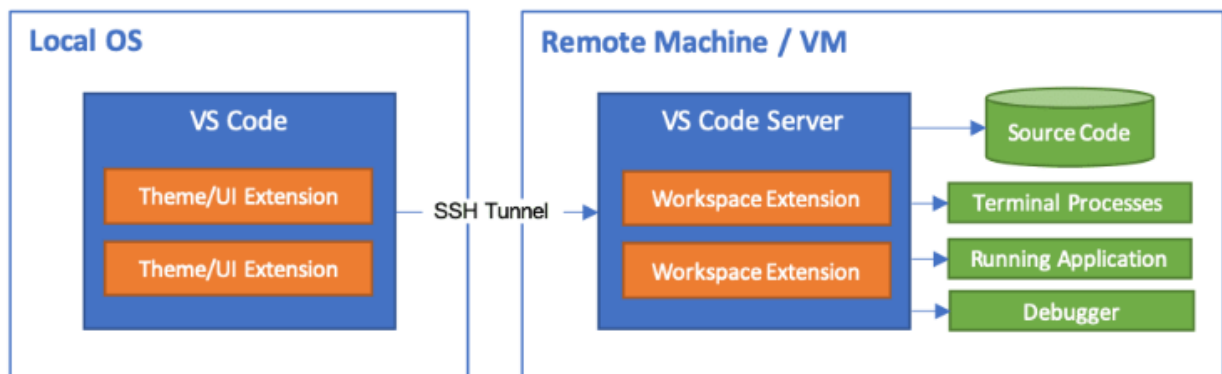 Local OS
VS Code
Theme/UI Extension
Theme/UI Extension
SSH Tunnel
Remote Machine / VM
VS Code Server
Workspace Extension
Workspace Extension
Source Code
Terminal Processes
Running Application
Debugger